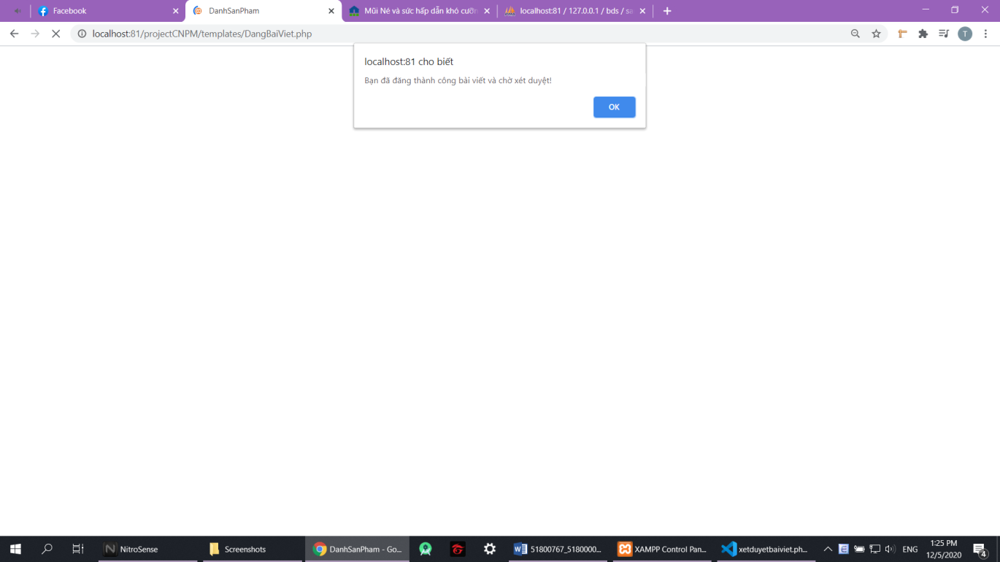 Facebook
DanhSanPham
Mũi Né và sức hấp dẫn khó cưỡn
localhost:81 / 127.0.0.1 / bds / sa
localhost:81/projectCNPM/templates/DangBaiViet.php
T
localhost:81 cho biết
Bạn đã đăng thành công bài viết và chờ xét duyệt!
OK
NitroSense
Screenshots
DanhSanPham - Go...
51800767_5180000...
XAMPP Control Pan...
xetduyetbaiviet.ph...
ENG
1:25 PM
12/5/2020
4